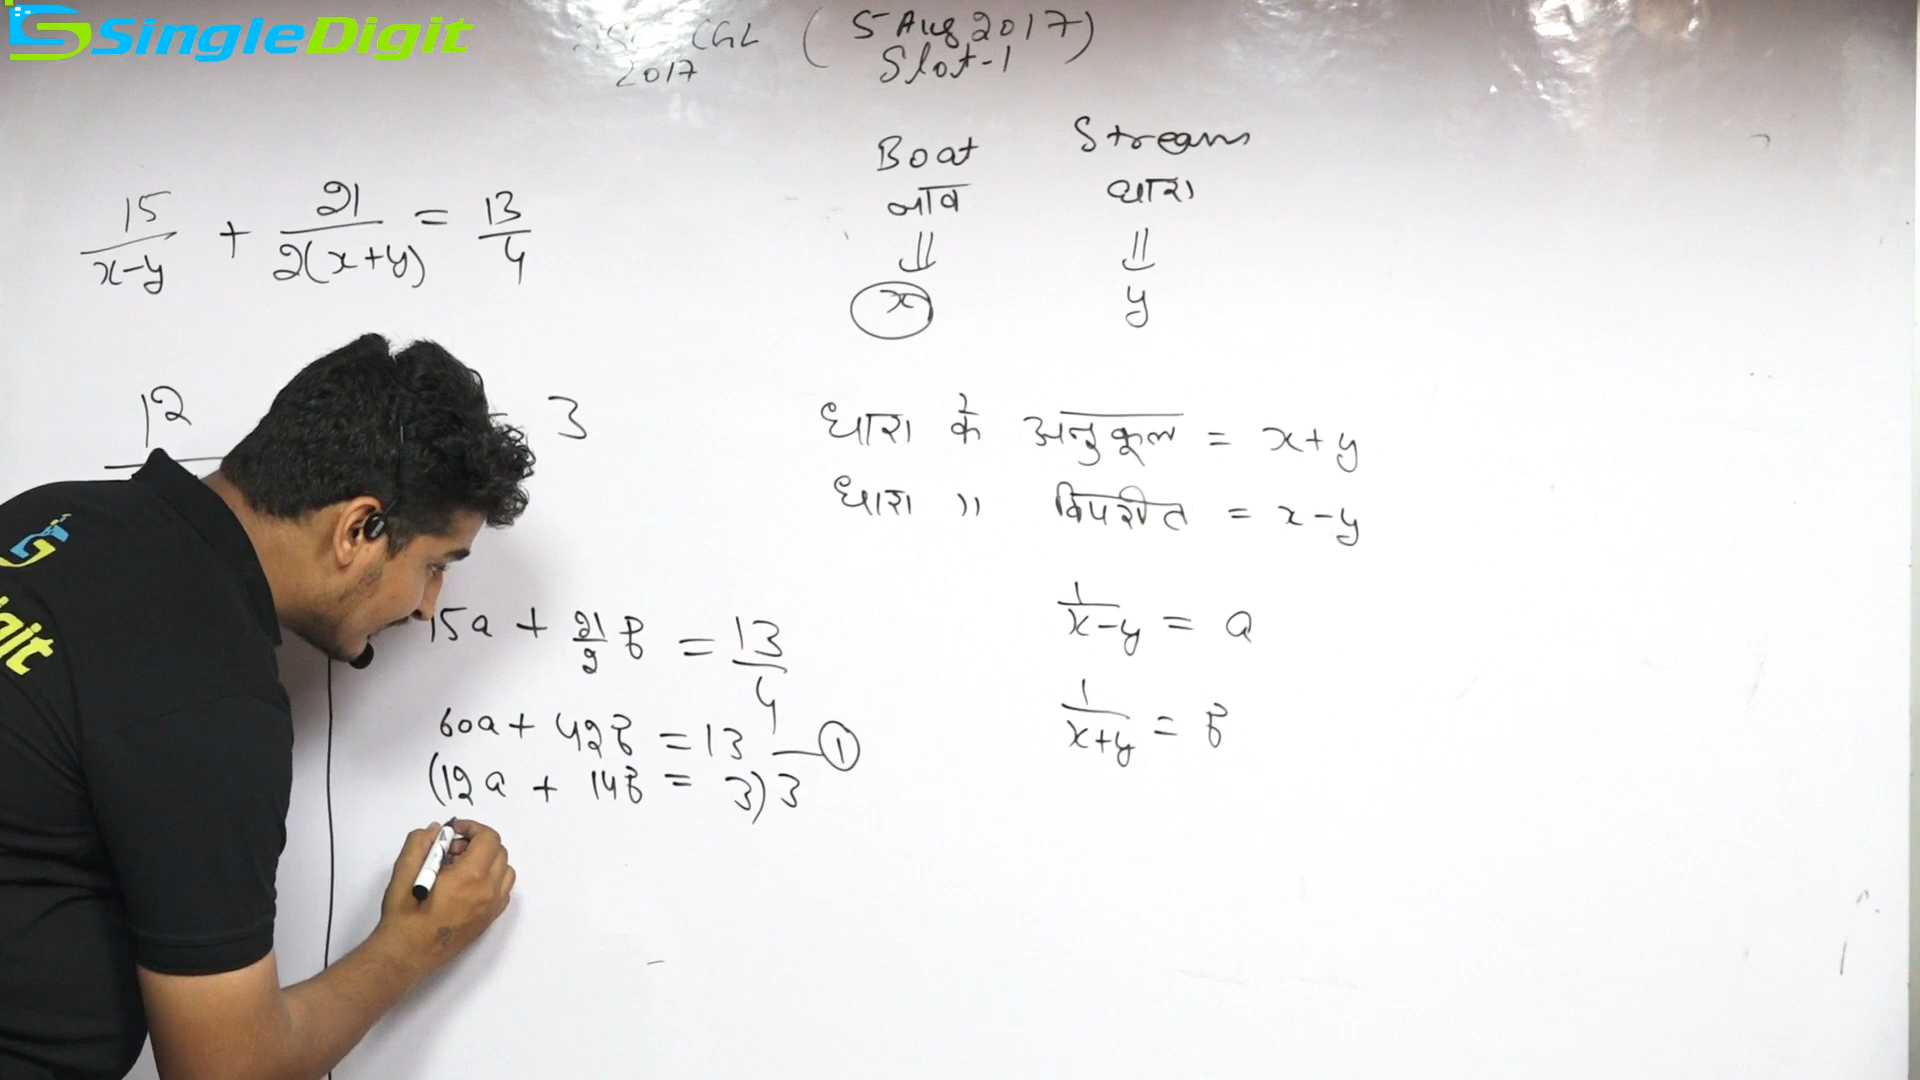 SingleDigit
CGL (5 Aug 2017)
2017 Slot-1
Boat Stream
नाव धारा
⇓ ⇓
x y
15/(x-y) + 21/(2(x+y)) = 13/4
12 3
धारा के अनुकूल = x+y
धारा " विपरीत = x-y
15a + 21/2 b = 13/4
60a + 42b = 13 — ①
(12a + 14b = 3)3
1/(x-y) = a
1/(x+y) = b
git